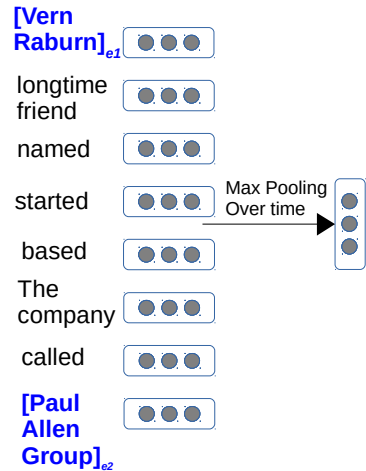 [Vern
Raburn]e1
longtime
friend
named
started
Max Pooling
Over time
based
The
company
called
[Paul
Allen
Group]e2